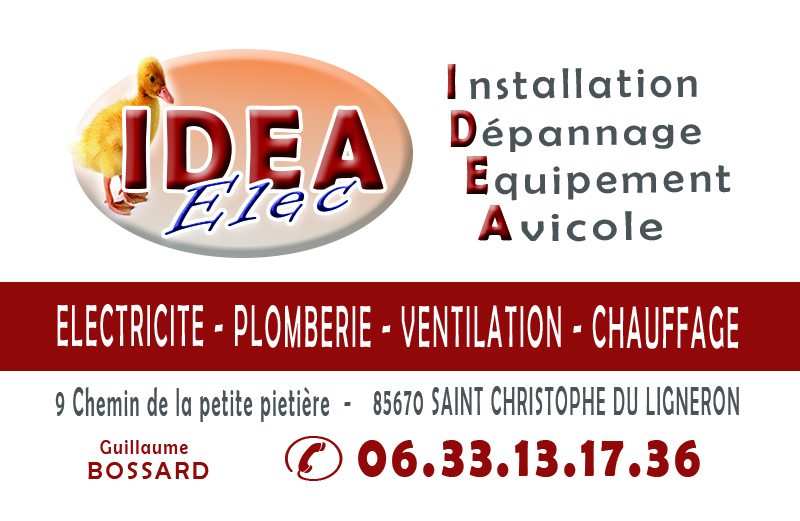 IDEA
Elec
Installation
Dépannage
Equipement
Avicole
ELECTRICITE - PLOMBERIE - VENTILATION - CHAUFFAGE
9 Chemin de la petite pietière - 85670 SAINT CHRISTOPHE DU LIGNERON
Guillaume
BOSSARD
06.33.13.17.36